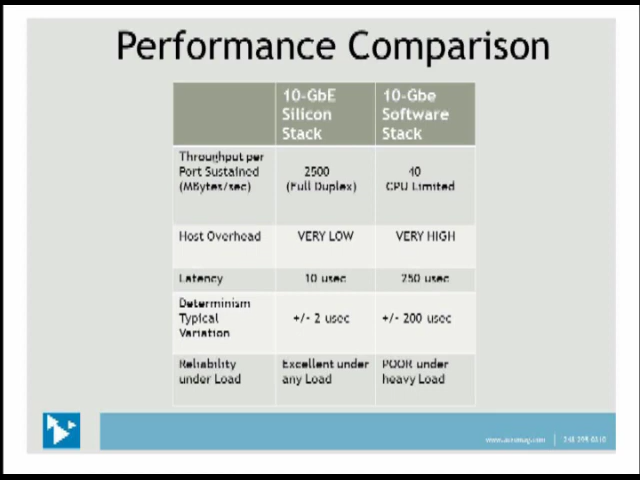 Performance Comparison
10-GbE
Silicon
Stack
10-Gbe
Software
Stack
Throughput per
Port Sustained
(MBytes/sec)
2500
(Full Duplex)
40
CPU Limited
Host Overhead
VERY LOW
VERY HIGH
Latency
10 usec
250 usec
Determinism
Typical
Variation
+/- 2 usec
+/- 200 usec
Reliability
under Load
Excellent under
any Load
POOR under
heavy Load